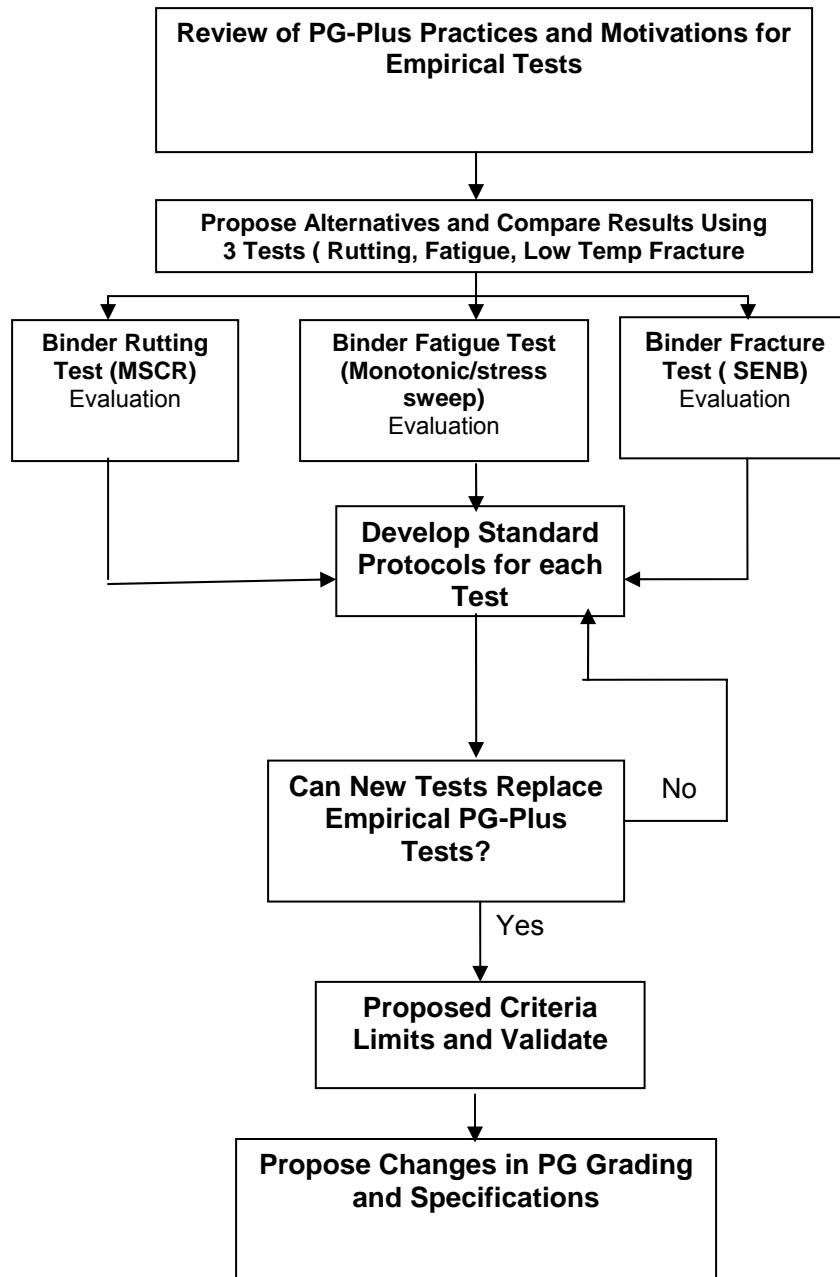 Review of PG-Plus Practices and Motivations for
Empirical Tests
Propose Alternatives and Compare Results Using
3 Tests ( Rutting, Fatigue, Low Temp Fracture
Binder Rutting
Test (MSCR)
Evaluation
Binder Fatigue Test
(Monotonic/stress
sweep)
Evaluation
Binder Fracture
Test ( SENB)
Evaluation
Develop Standard
Protocols for each
Test
Can New Tests Replace
Empirical PG-Plus
Tests?
No
Yes
Proposed Criteria
Limits and Validate
Propose Changes in PG Grading
and Specifications